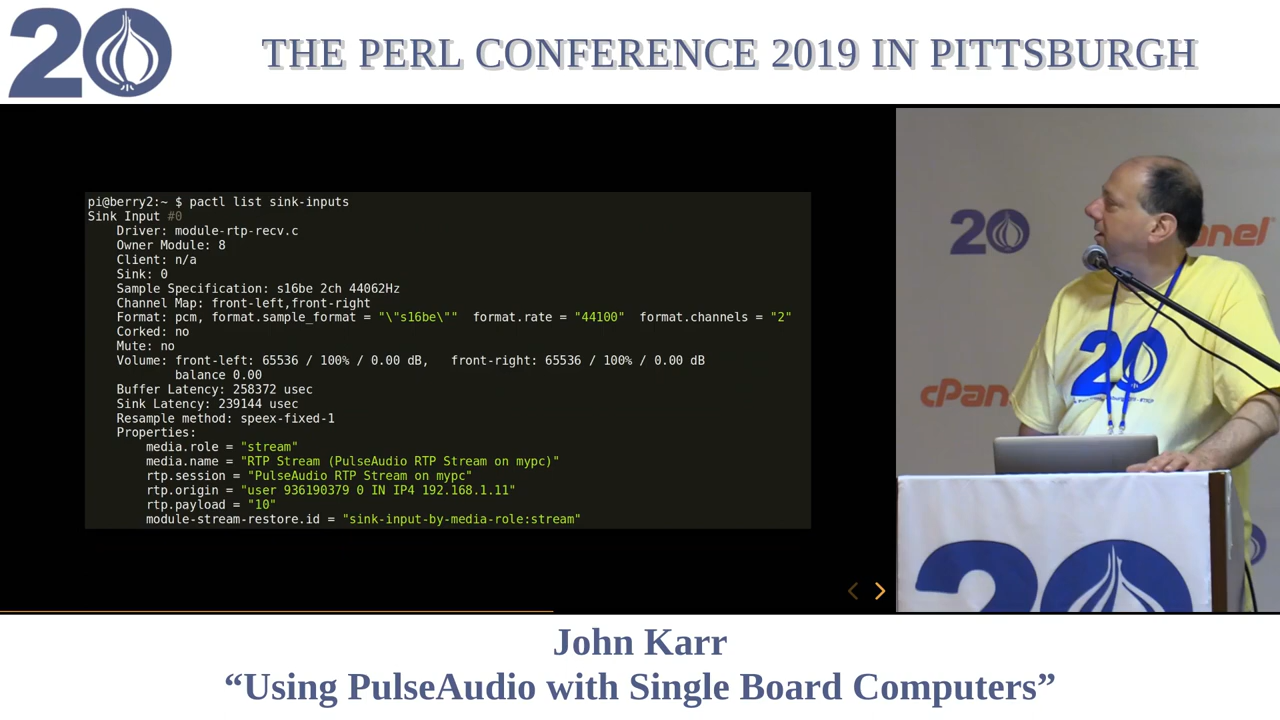 20
THE PERL CONFERENCE 2019 IN PITTSBURGH
pi@berry2:~ $ pactl list sink-inputs
Sink Input #0
Driver: module-rtp-recv.c
Owner Module: 8
Client: n/a
Sink: 0
Sample Specification: s16be 2ch 44062Hz
Channel Map: front-left,front-right
Format: pcm, format.sample_format = "\"s16be\"" format.rate = "44100" format.channels = "2"
Corked: no
Mute: no
Volume: front-left: 65536 / 100% / 0.00 dB, front-right: 65536 / 100% / 0.00 dB
balance 0.00
Buffer Latency: 258372 usec
Sink Latency: 239144 usec
Resample method: speex-fixed-1
Properties:
media.role = "stream"
media.name = "RTP Stream (PulseAudio RTP Stream on mypc)"
rtp.session = "PulseAudio RTP Stream on mypc"
rtp.origin = "user 936190379 0 IN IP4 192.168.1.11"
rtp.payload = "10"
module-stream-restore.id = "sink-input-by-media-role:stream"
20
anel
20
cPan
20
John Karr
“Using PulseAudio with Single Board Computers”